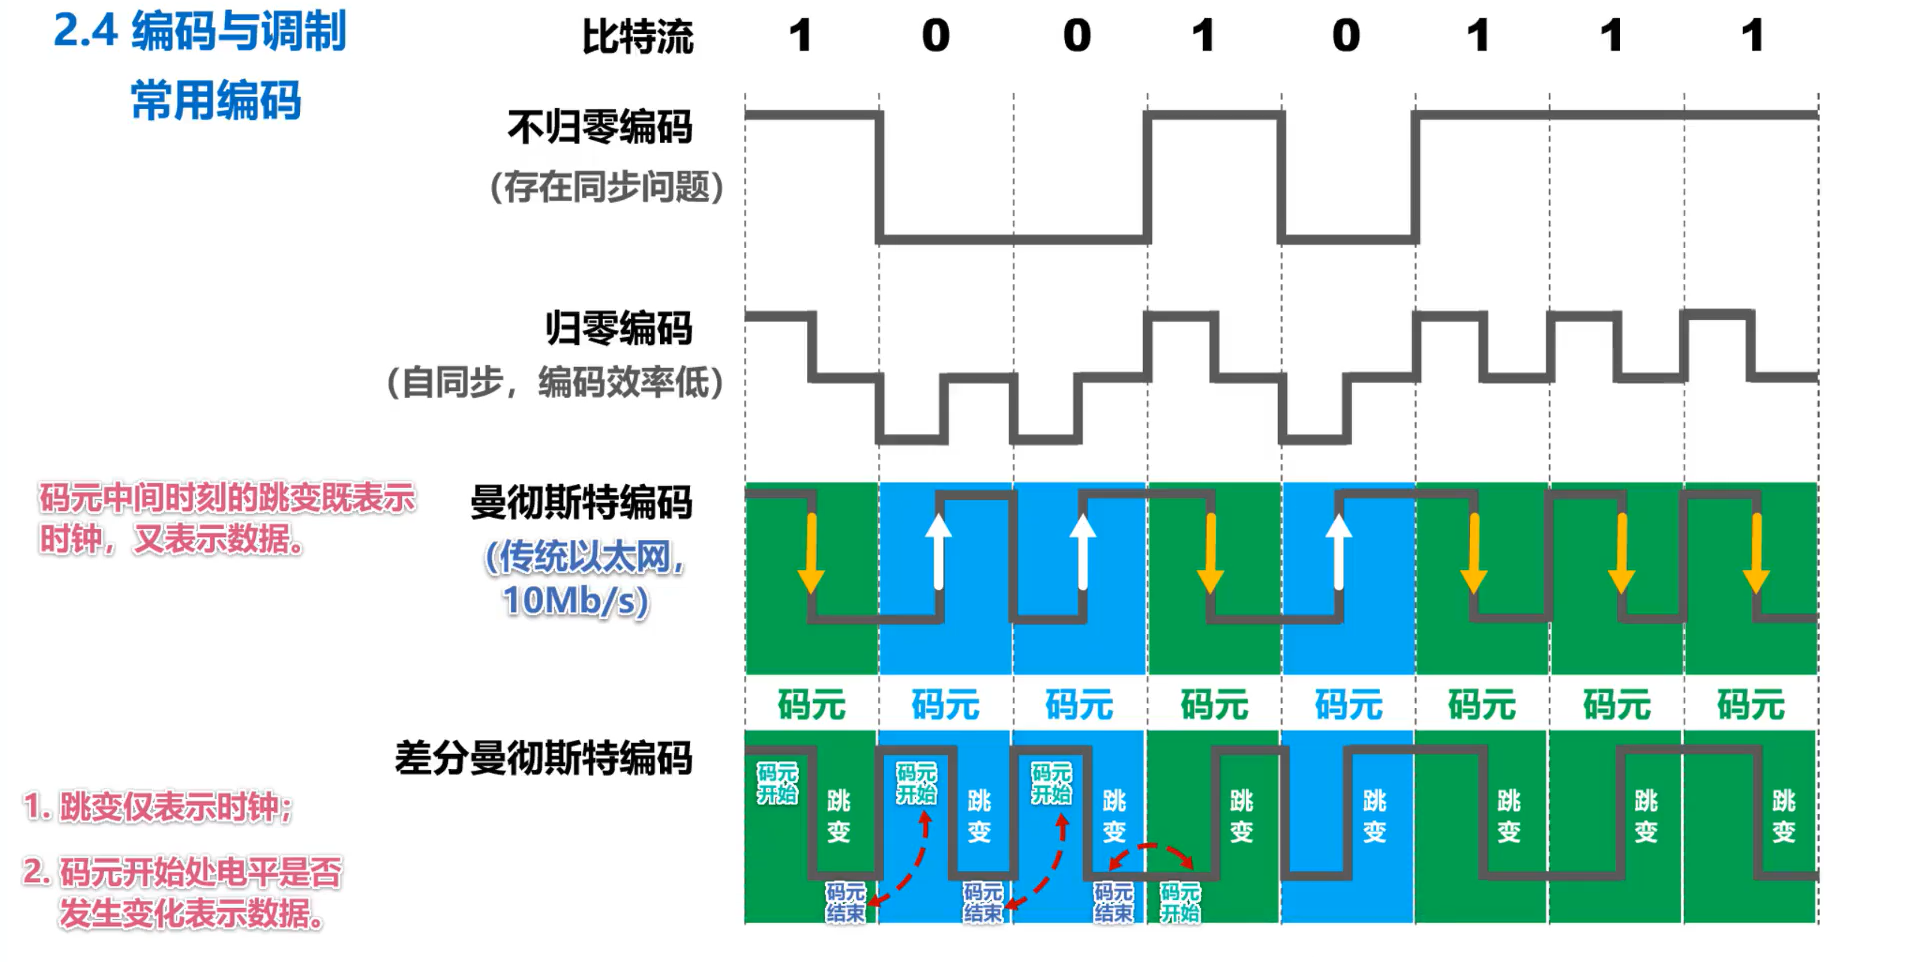 2.4 编码与调制
常用编码
比特流 1 0 0 1 0 1 1 1
不归零编码
（存在同步问题）
归零编码
（自同步，编码效率低）
码元中间时刻的跳变既表示
时钟，又表示数据。
曼彻斯特编码
（传统以太网，
10Mb/s）
码元 码元 码元 码元 码元 码元 码元 码元
差分曼彻斯特编码
1. 跳变仅表示时钟；
2. 码元开始处电平是否
发生变化表示数据。
码元
开始
跳
变
码元
结束
码元
开始
跳
变
码元
结束
码元
开始
跳
变
码元
结束
码元
开始
跳
变
跳
变
跳
变
跳
变
跳
变